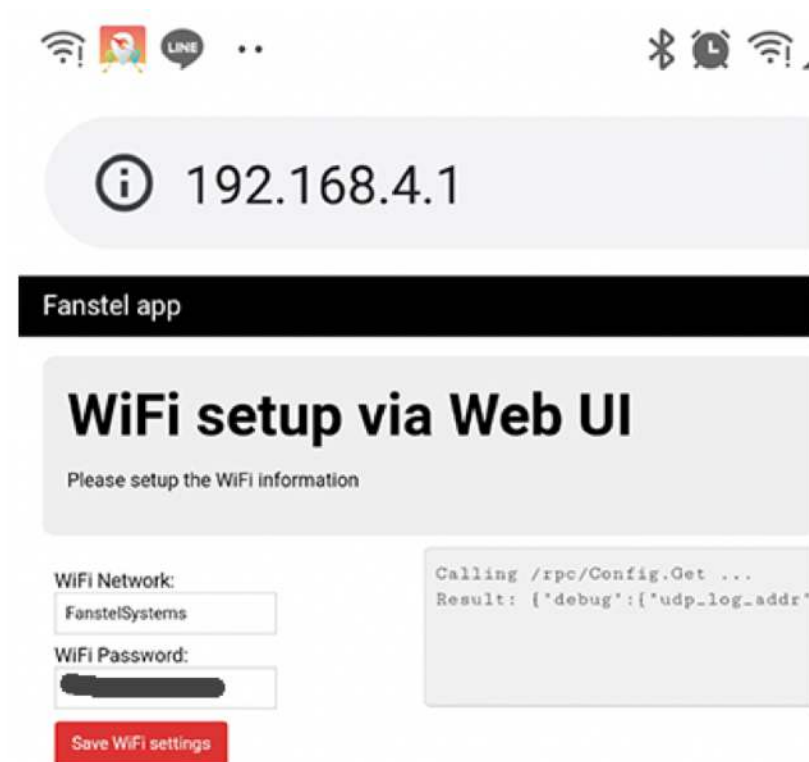 LINE
192.168.4.1
Fanstel app
WiFi setup via Web UI
Please setup the WiFi information
WiFi Network:
FanstelSystems
WiFi Password:
Save WiFi settings
Calling /rpc/Config.Get ...
Result: {"debug":{"udp_log_addr"